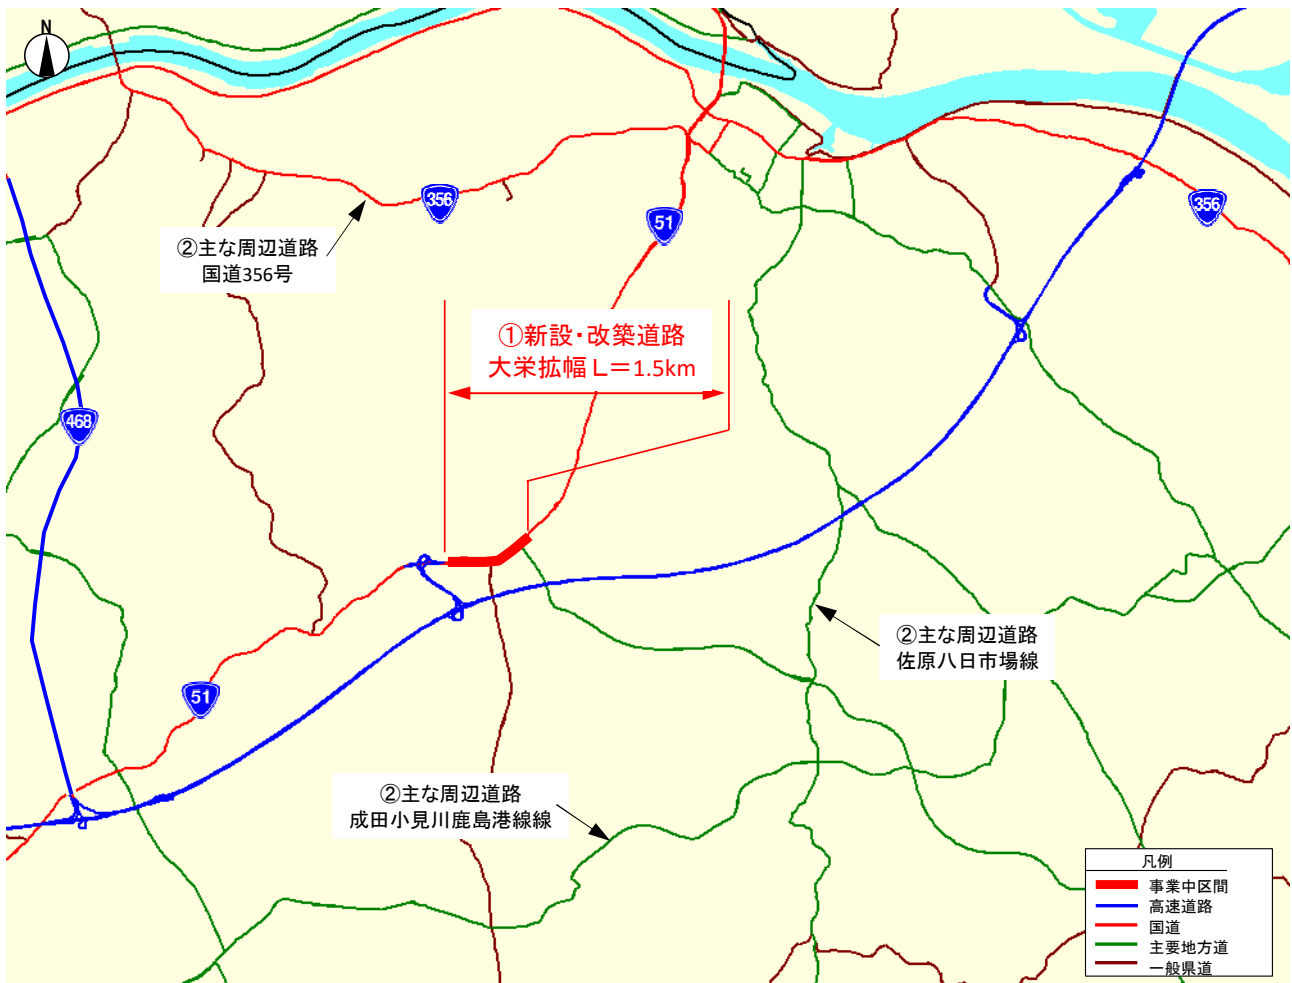 N
356
51
356
②主な周辺道路
国道356号
①新設・改築道路
大栄拡幅 L=1.5km
468
②主な周辺道路
佐原八日市場線
51
②主な周辺道路
成田小見川鹿島港線線
凡例
事業中区間
高速道路
国道
主要地方道
一般県道